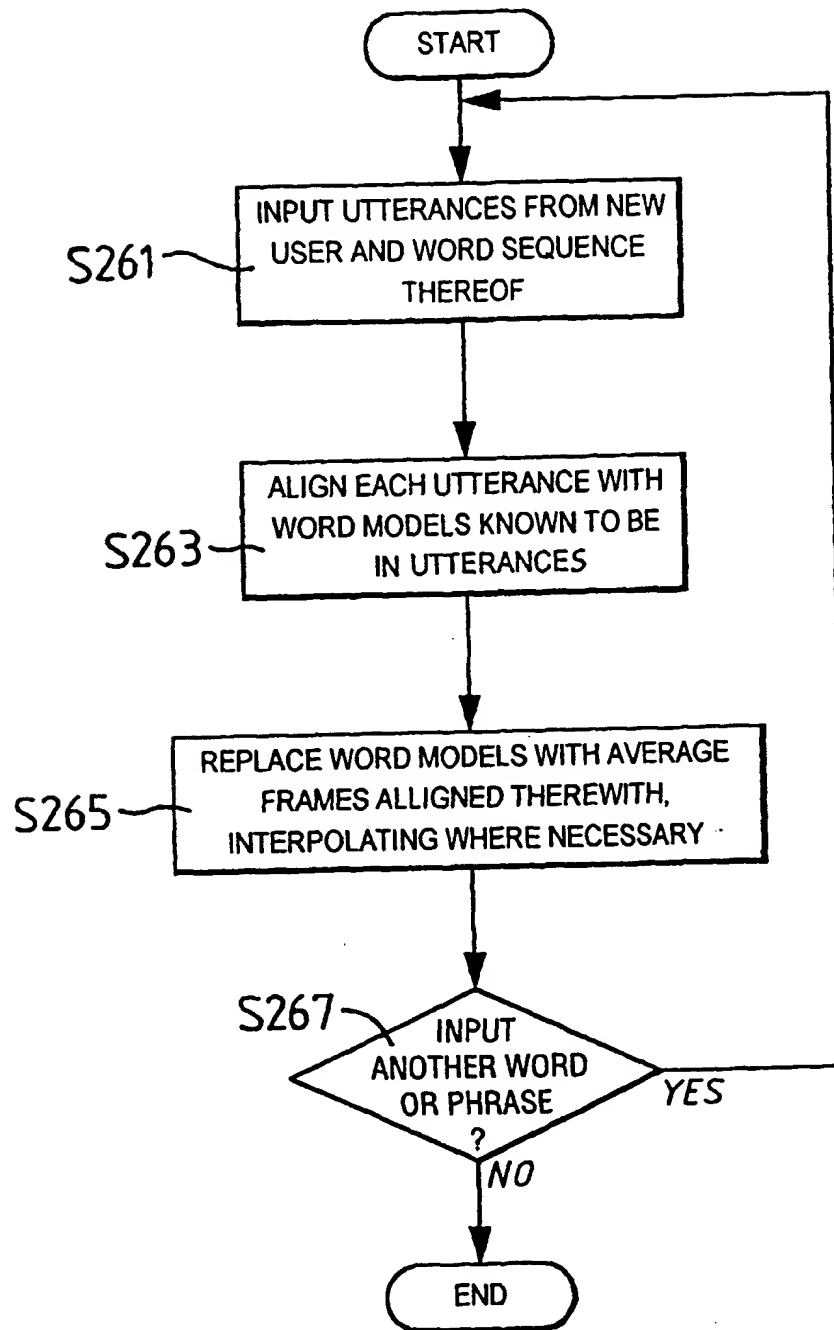 START
S261
INPUT UTTERANCES FROM NEW
USER AND WORD SEQUENCE
THEREOF
S263
ALIGN EACH UTTERANCE WITH
WORD MODELS KNOWN TO BE
IN UTTERANCES
S265
REPLACE WORD MODELS WITH AVERAGE
FRAMES ALLIGNED THEREWITH,
INTERPOLATING WHERE NECESSARY
S267
INPUT
ANOTHER WORD
OR PHRASE
?
YES
NO
END